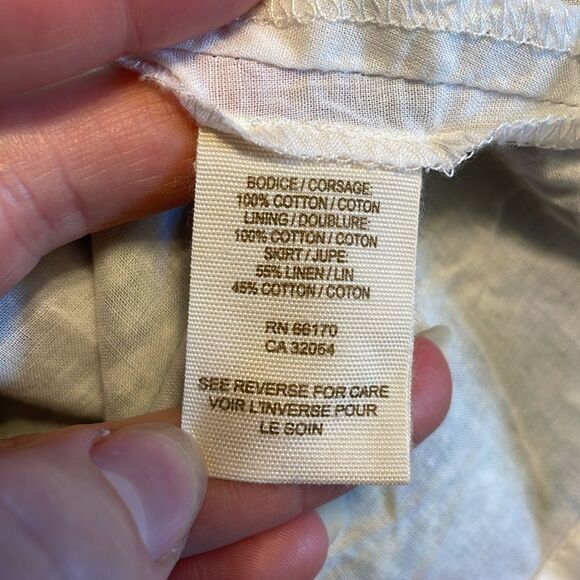 BODICE / CORSAGE:
100% COTTON / COTON
LINING / DOUBLURE:
100% COTTON / COTON
SKIRT / JUPE:
55% LINEN / LIN
45% COTTON / COTON
RN 66170
CA 32054
SEE REVERSE FOR CARE
VOIR L'INVERSE POUR
LE SOIN